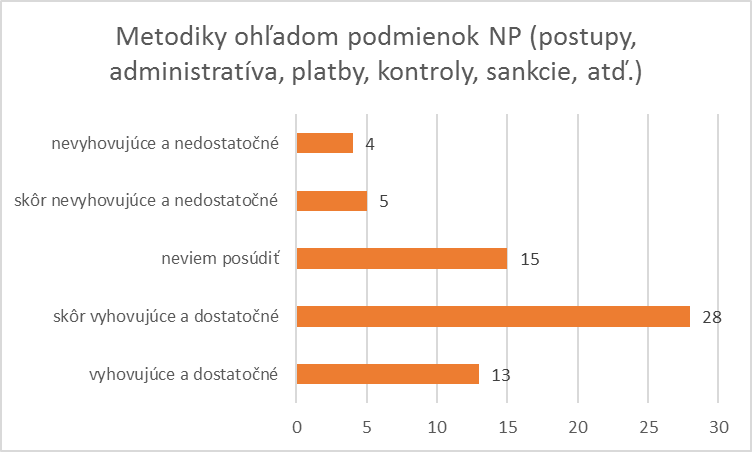 Metodiky ohľadom podmienok NP (postupy,
administratíva, platby, kontroly, sankcie, atď.)
nevyhovujúce a nedostatočné
4
skôr nevyhovujúce a nedostatočné
5
neviem posúdiť
15
skôr vyhovujúce a dostatočné
28
vyhovujúce a dostatočné
13
0 5 10 15 20 25 30